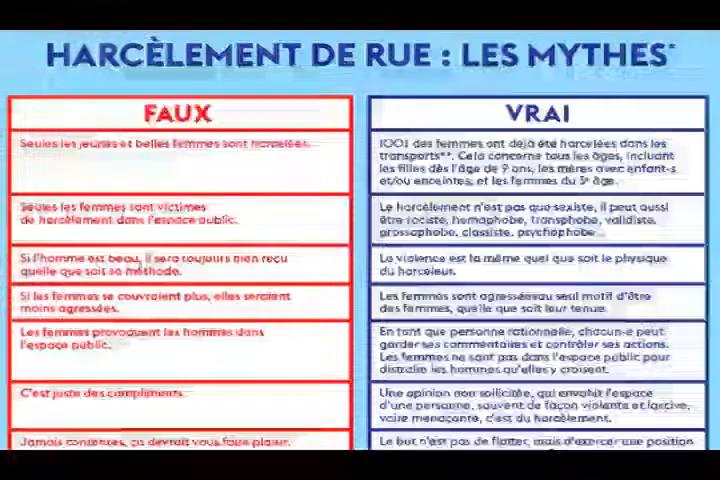 HARCÈLEMENT DE RUE : LES MYTHES*
FAUX
VRAI
Seules les jeunes et belles femmes sont harcelées...
100% des femmes ont déjà été harcelées dans les
transports**. Cela concerne tous les âges, incluant
les filles dès l'âge de 9 ans, les mères avec enfant-s
et/ou enceintes, et les femmes du 3e âge.
Seules les femmes sont victimes
de harcèlement dans l'espace public.
Le harcèlement n'est pas que sexiste, il peut aussi
être raciste, homophobe, transphobe, validiste,
grossophobe, classiste, psychophobe...
Si l'homme est beau, il sera toujours bien reçu
quelle que soit sa méthode.
La violence est la même quel que soit le physique
du harceleur.
Si les femmes se couvraient plus, elles seraient
moins agressées.
Les femmes sont agressées au seul motif d'être
des femmes, quelle que soit leur tenue.
Les femmes provoquent les hommes dans
l'espace public.
En tant que personne rationnelle, chacun-e peut
garder ses commentaires et contrôler ses actions.
Les femmes ne sont pas dans l'espace public pour
distraire les hommes qu'elles y croisent.
C'est juste des compliments.
Une opinion non sollicitée, qui envahit l'espace
d'une personne, souvent de façon violente et lascive,
voire menaçante, c'est du harcèlement.
Jamais contentes, ça devrait vous faire plaisir.
Le but n'est pas de flatter, mais d'exercer une position